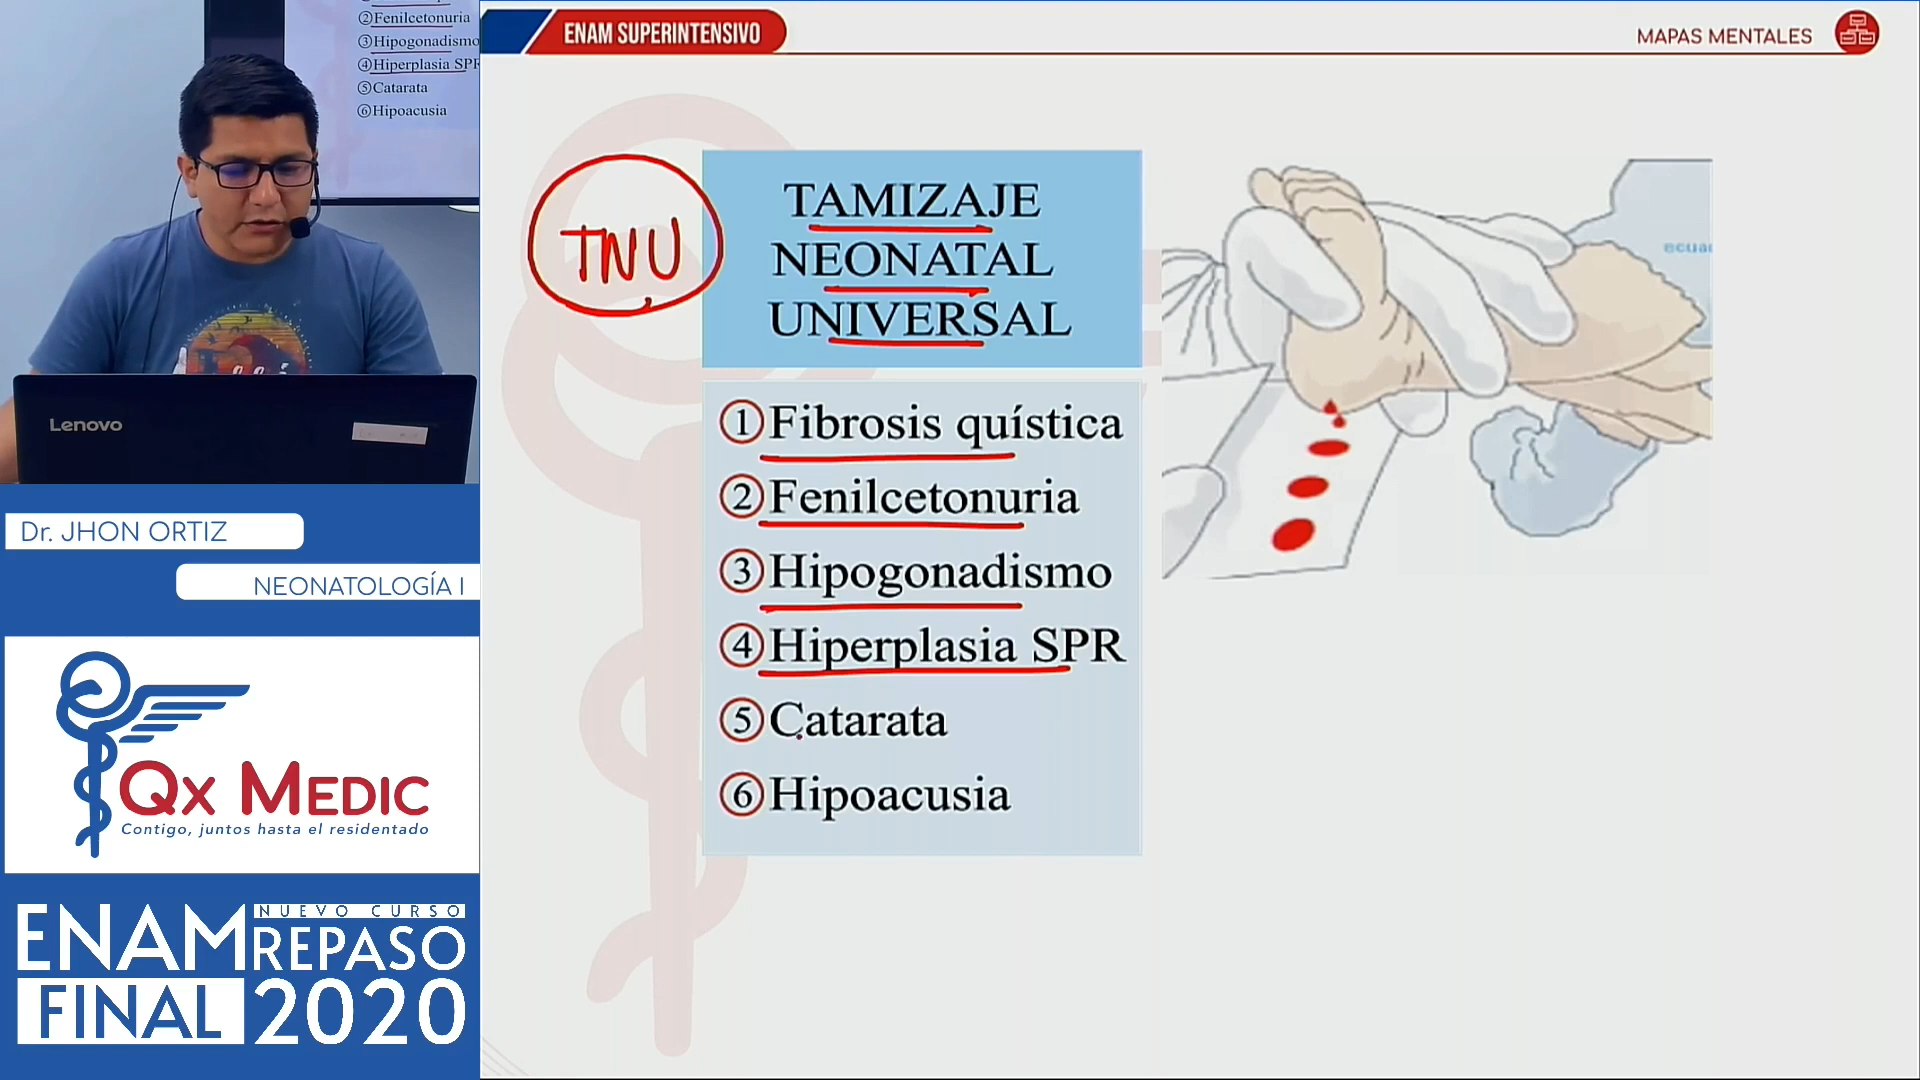 ②Fenilcetonuria
③Hipogonadismo
④Hiperplasia SPR
⑤Catarata
⑥Hipoacusia
Lenovo
Dr. JHON ORTIZ
NEONATOLOGÍA I
QX MEDIC
Contigo, juntos hasta el residentado
NUEVO CURSO
ENAM REPASO
FINAL 2020
ENAM SUPERINTENSIVO
MAPAS MENTALES
TNU
TAMIZAJE
NEONATAL
UNIVERSAL
①Fibrosis quística
②Fenilcetonuria
③Hipogonadismo
④Hiperplasia SPR
⑤Catarata
⑥Hipoacusia